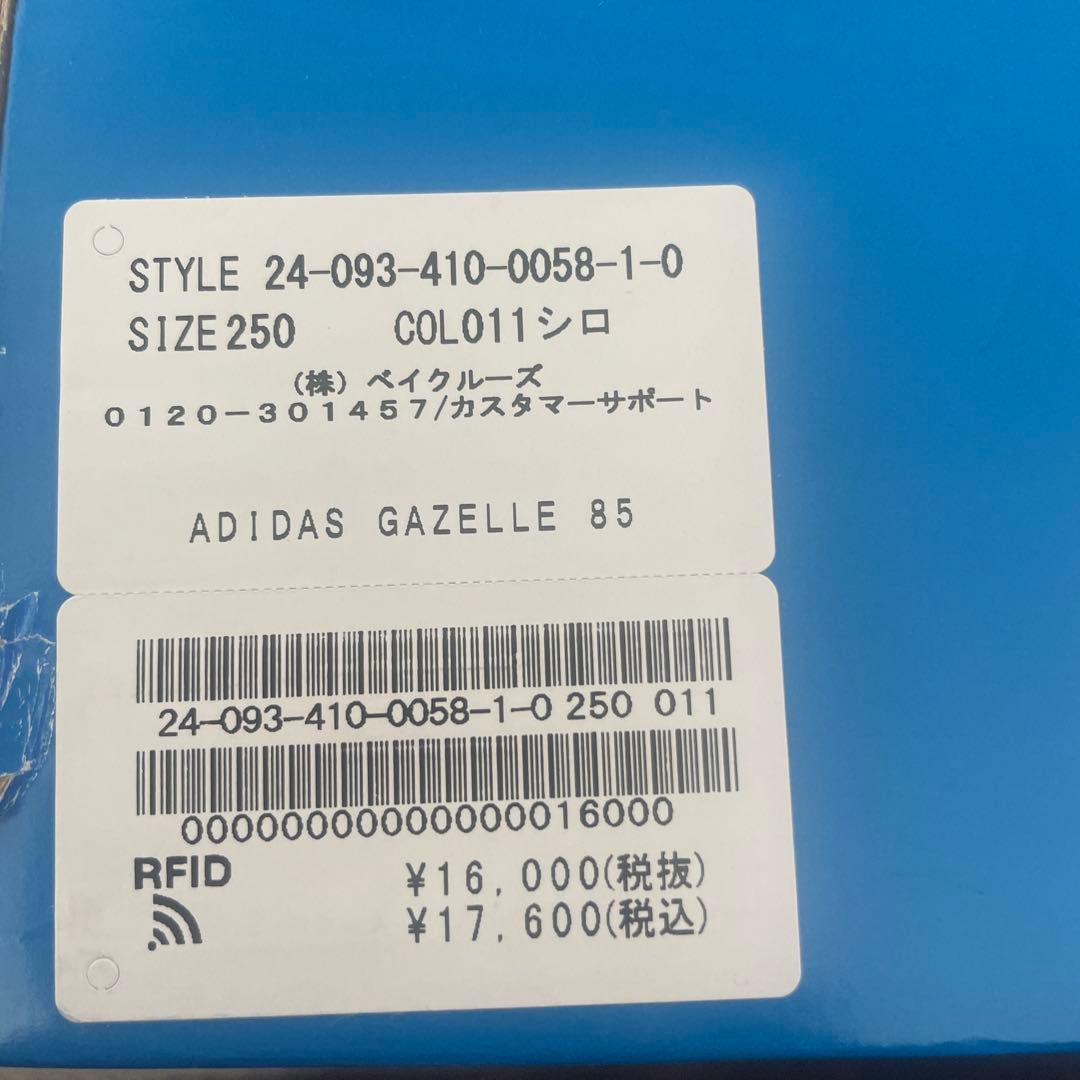 STYLE 24-093-410-0058-1-0
SIZE 250 COL011シロ
(株) ベイクルーズ
0120-301457/カスタマーサポート
ADIDAS GAZELLE 85
24-093-410-0058-1-0 250 011
00000000000000016000
RFID
¥16,000(税抜)
¥17,600(税込)